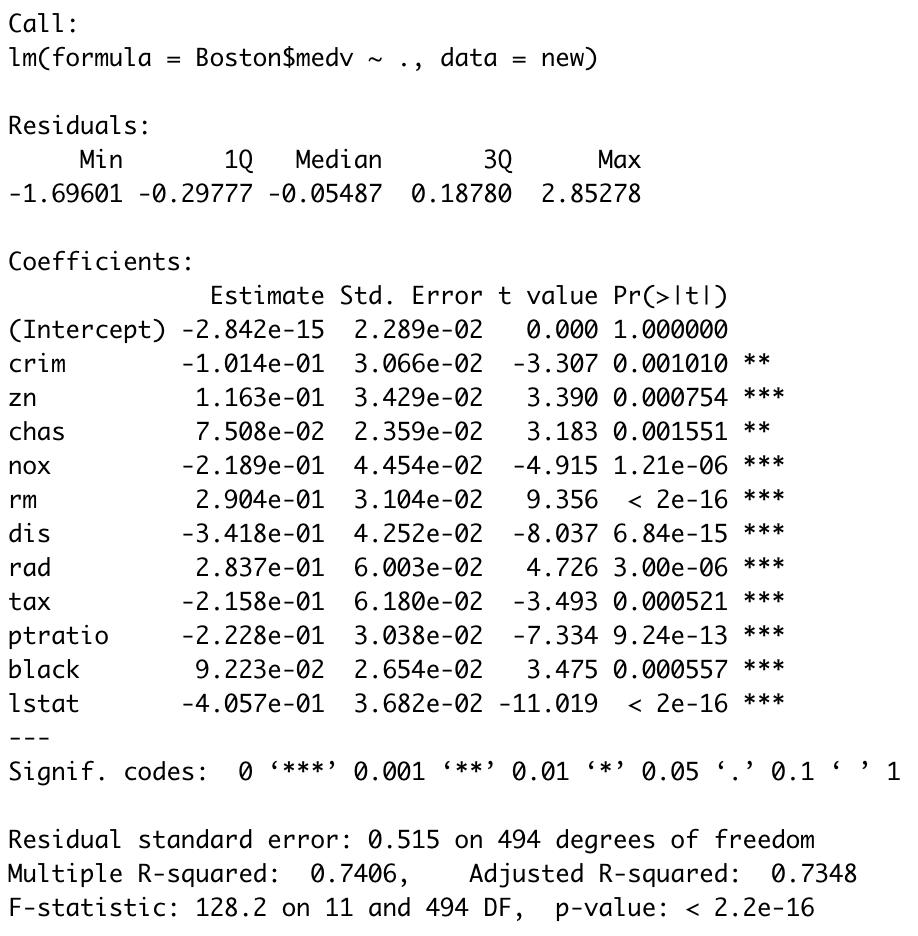 Call:
lm(formula = Boston$medv ~ ., data = new)
Residuals:
     Min       1Q   Median       3Q      Max
-1.69601 -0.29777 -0.05487  0.18780  2.85278
Coefficients:
              Estimate Std. Error t value Pr(>|t|)
(Intercept) -2.842e-15  2.289e-02   0.000 1.000000
crim        -1.014e-01  3.066e-02  -3.307 0.001010 **
zn           1.163e-01  3.429e-02   3.390 0.000754 ***
chas         7.508e-02  2.359e-02   3.183 0.001551 **
nox         -2.189e-01  4.454e-02  -4.915 1.21e-06 ***
rm           2.904e-01  3.104e-02   9.356  < 2e-16 ***
dis         -3.418e-01  4.252e-02  -8.037 6.84e-15 ***
rad          2.837e-01  6.003e-02   4.726 3.00e-06 ***
tax         -2.158e-01  6.180e-02  -3.493 0.000521 ***
ptratio     -2.228e-01  3.038e-02  -7.334 9.24e-13 ***
black        9.223e-02  2.654e-02   3.475 0.000557 ***
lstat       -4.057e-01  3.682e-02 -11.019  < 2e-16 ***
---
Signif. codes:  0 ‘***’ 0.001 ‘**’ 0.01 ‘*’ 0.05 ‘.’ 0.1 ‘ ’ 1
Residual standard error: 0.515 on 494 degrees of freedom
Multiple R-squared:  0.7406,    Adjusted R-squared:  0.7348
F-statistic: 128.2 on 11 and 494 DF,  p-value: < 2.2e-16